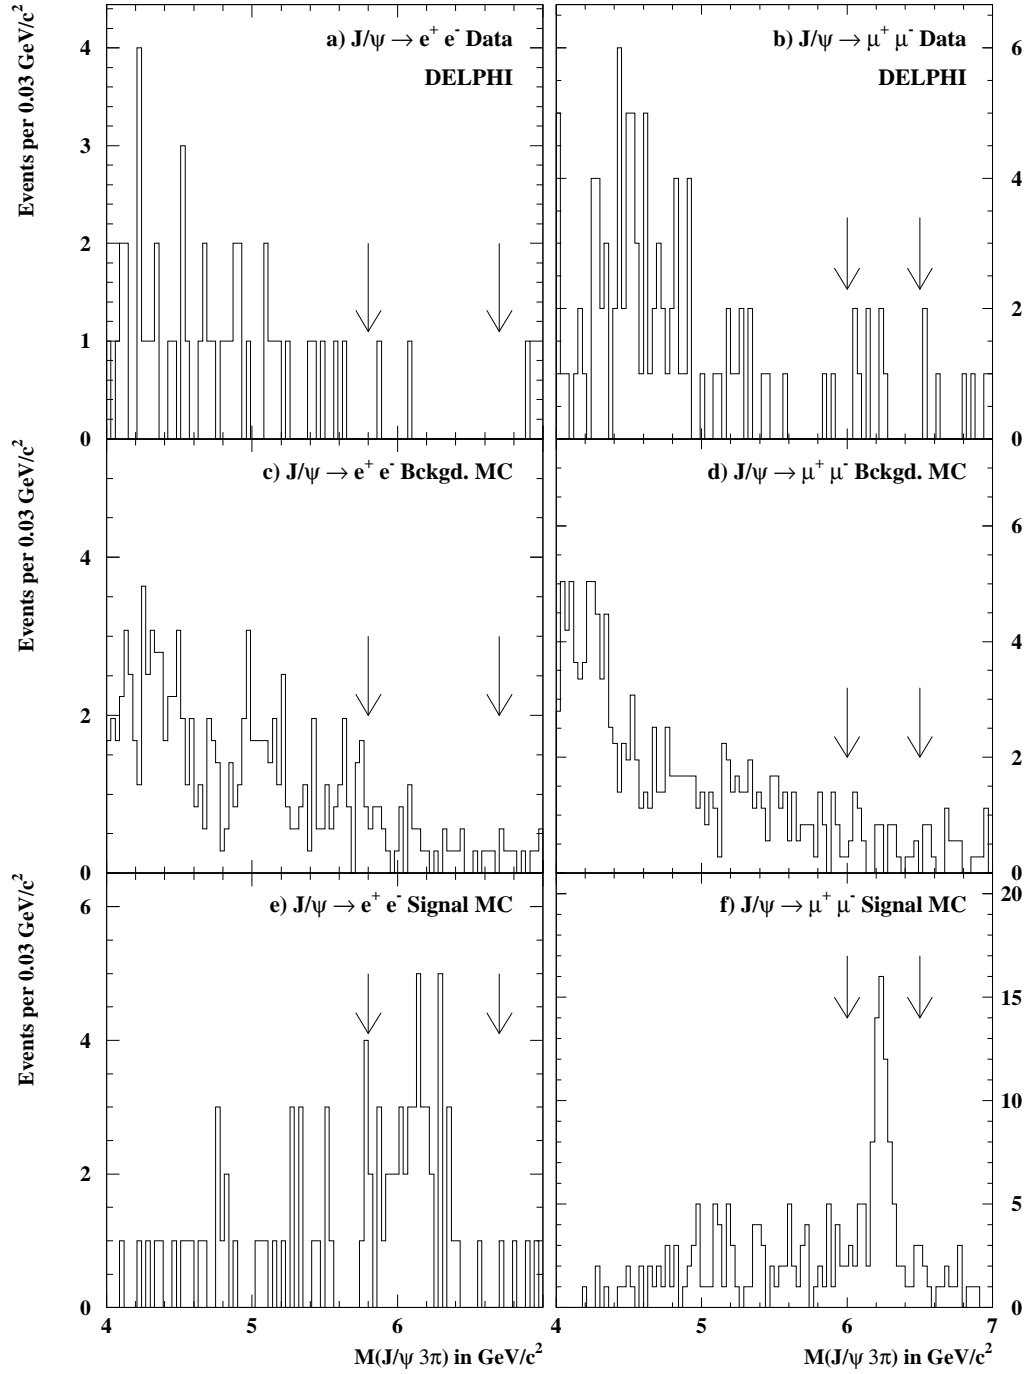 a) J/ψ → e⁺ e⁻ Data
DELPHI
Events per 0.03 GeV/c²
4
3
2
1
0
b) J/ψ → μ⁺ μ⁻ Data
DELPHI
6
4
2
0
c) J/ψ → e⁺ e⁻ Bckgd. MC
Events per 0.03 GeV/c²
4
2
0
d) J/ψ → μ⁺ μ⁻ Bckgd. MC
6
4
2
0
e) J/ψ → e⁺ e⁻ Signal MC
Events per 0.03 GeV/c²
6
4
2
0
4 5 6
M(J/ψ 3π) in GeV/c²
f) J/ψ → μ⁺ μ⁻ Signal MC
20
15
10
5
0
4 5 6 7
M(J/ψ 3π) in GeV/c²